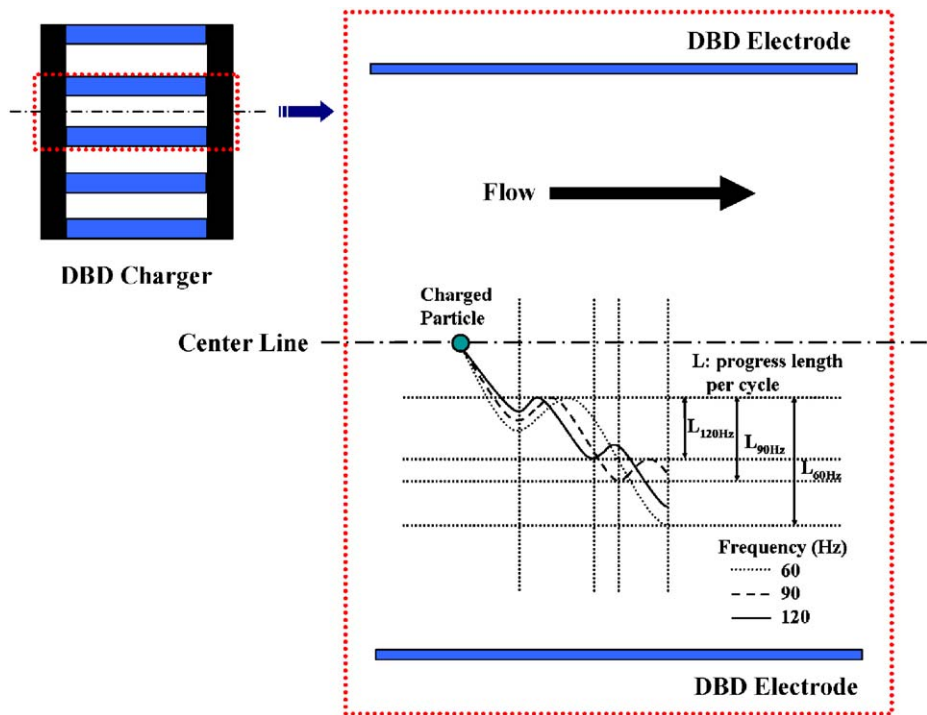 DBD Electrode
Flow
DBD Charger
Charged
Particle
Center Line
L: progress length
per cycle
L120Hz
L90Hz
L60Hz
Frequency (Hz)
60
90
120
DBD Electrode